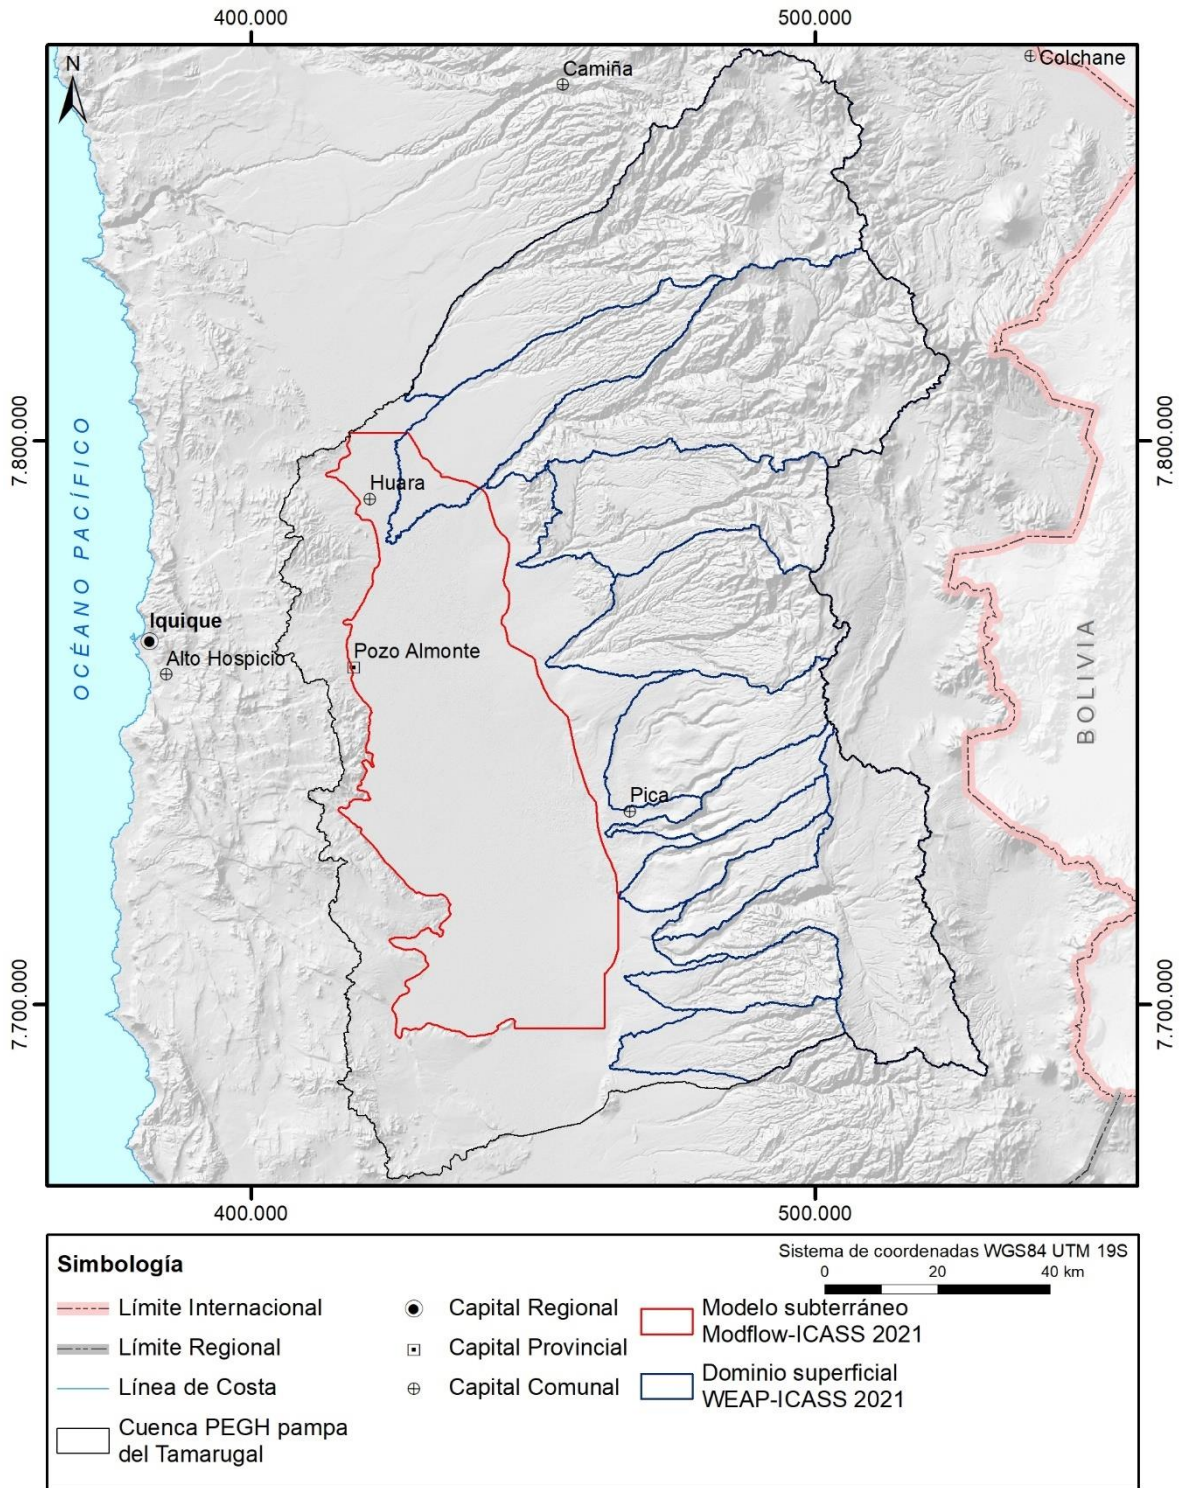 400.000
500.000
N
Camiña
Colchane
7.800.000
7.800.000
OCÉANO PACÍFICO
Huara
Iquique
Alto Hospicio
Pozo Almonte
BOLIVIA
Pica
7.700.000
7.700.000
400.000
500.000
Sistema de coordenadas WGS84 UTM 19S
0 20 40 km
Simbología
Límite Internacional
Límite Regional
Línea de Costa
Cuenca PEGH pampa
del Tamarugal
Capital Regional
Capital Provincial
Capital Comunal
Modelo subterráneo
Modflow-ICASS 2021
Dominio superficial
WEAP-ICASS 2021